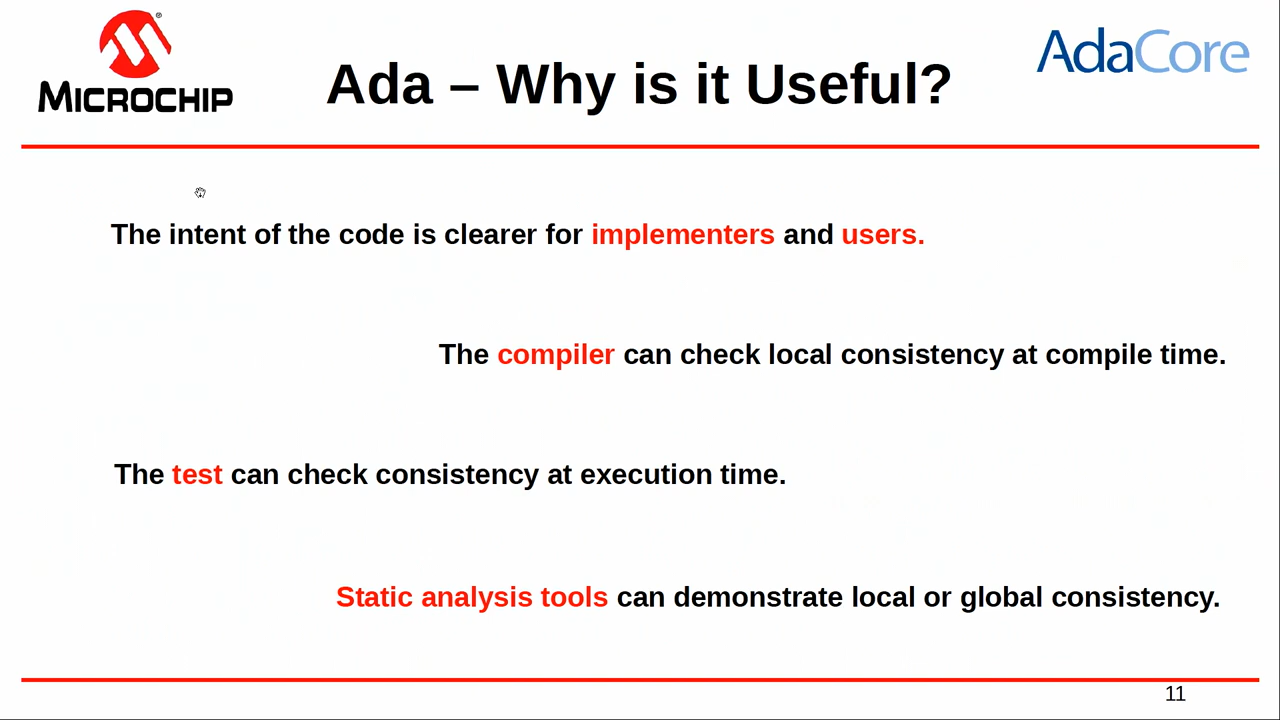 MICROCHIP
AdaCore
Ada – Why is it Useful?
The intent of the code is clearer for implementers and users.
The compiler can check local consistency at compile time.
The test can check consistency at execution time.
Static analysis tools can demonstrate local or global consistency.
11